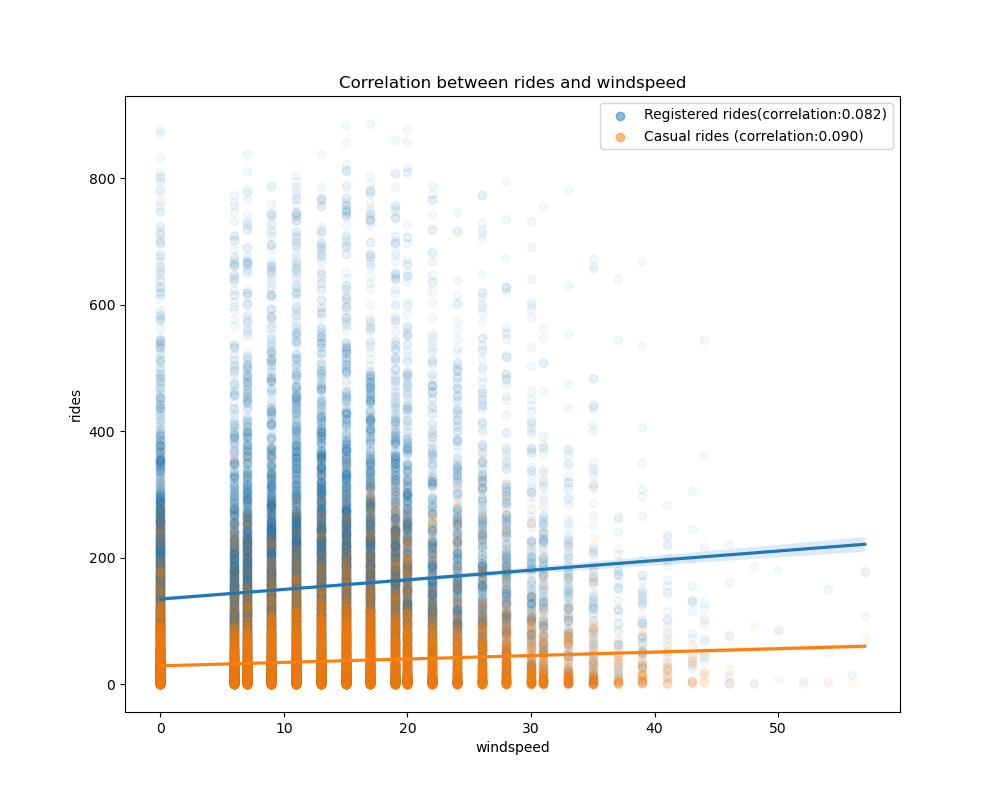 Correlation between rides and windspeed
Registered rides(correlation:0.082)
Casual rides (correlation:0.090)
800
600
400
200
0
rides
0 10 20 30 40 50
windspeed